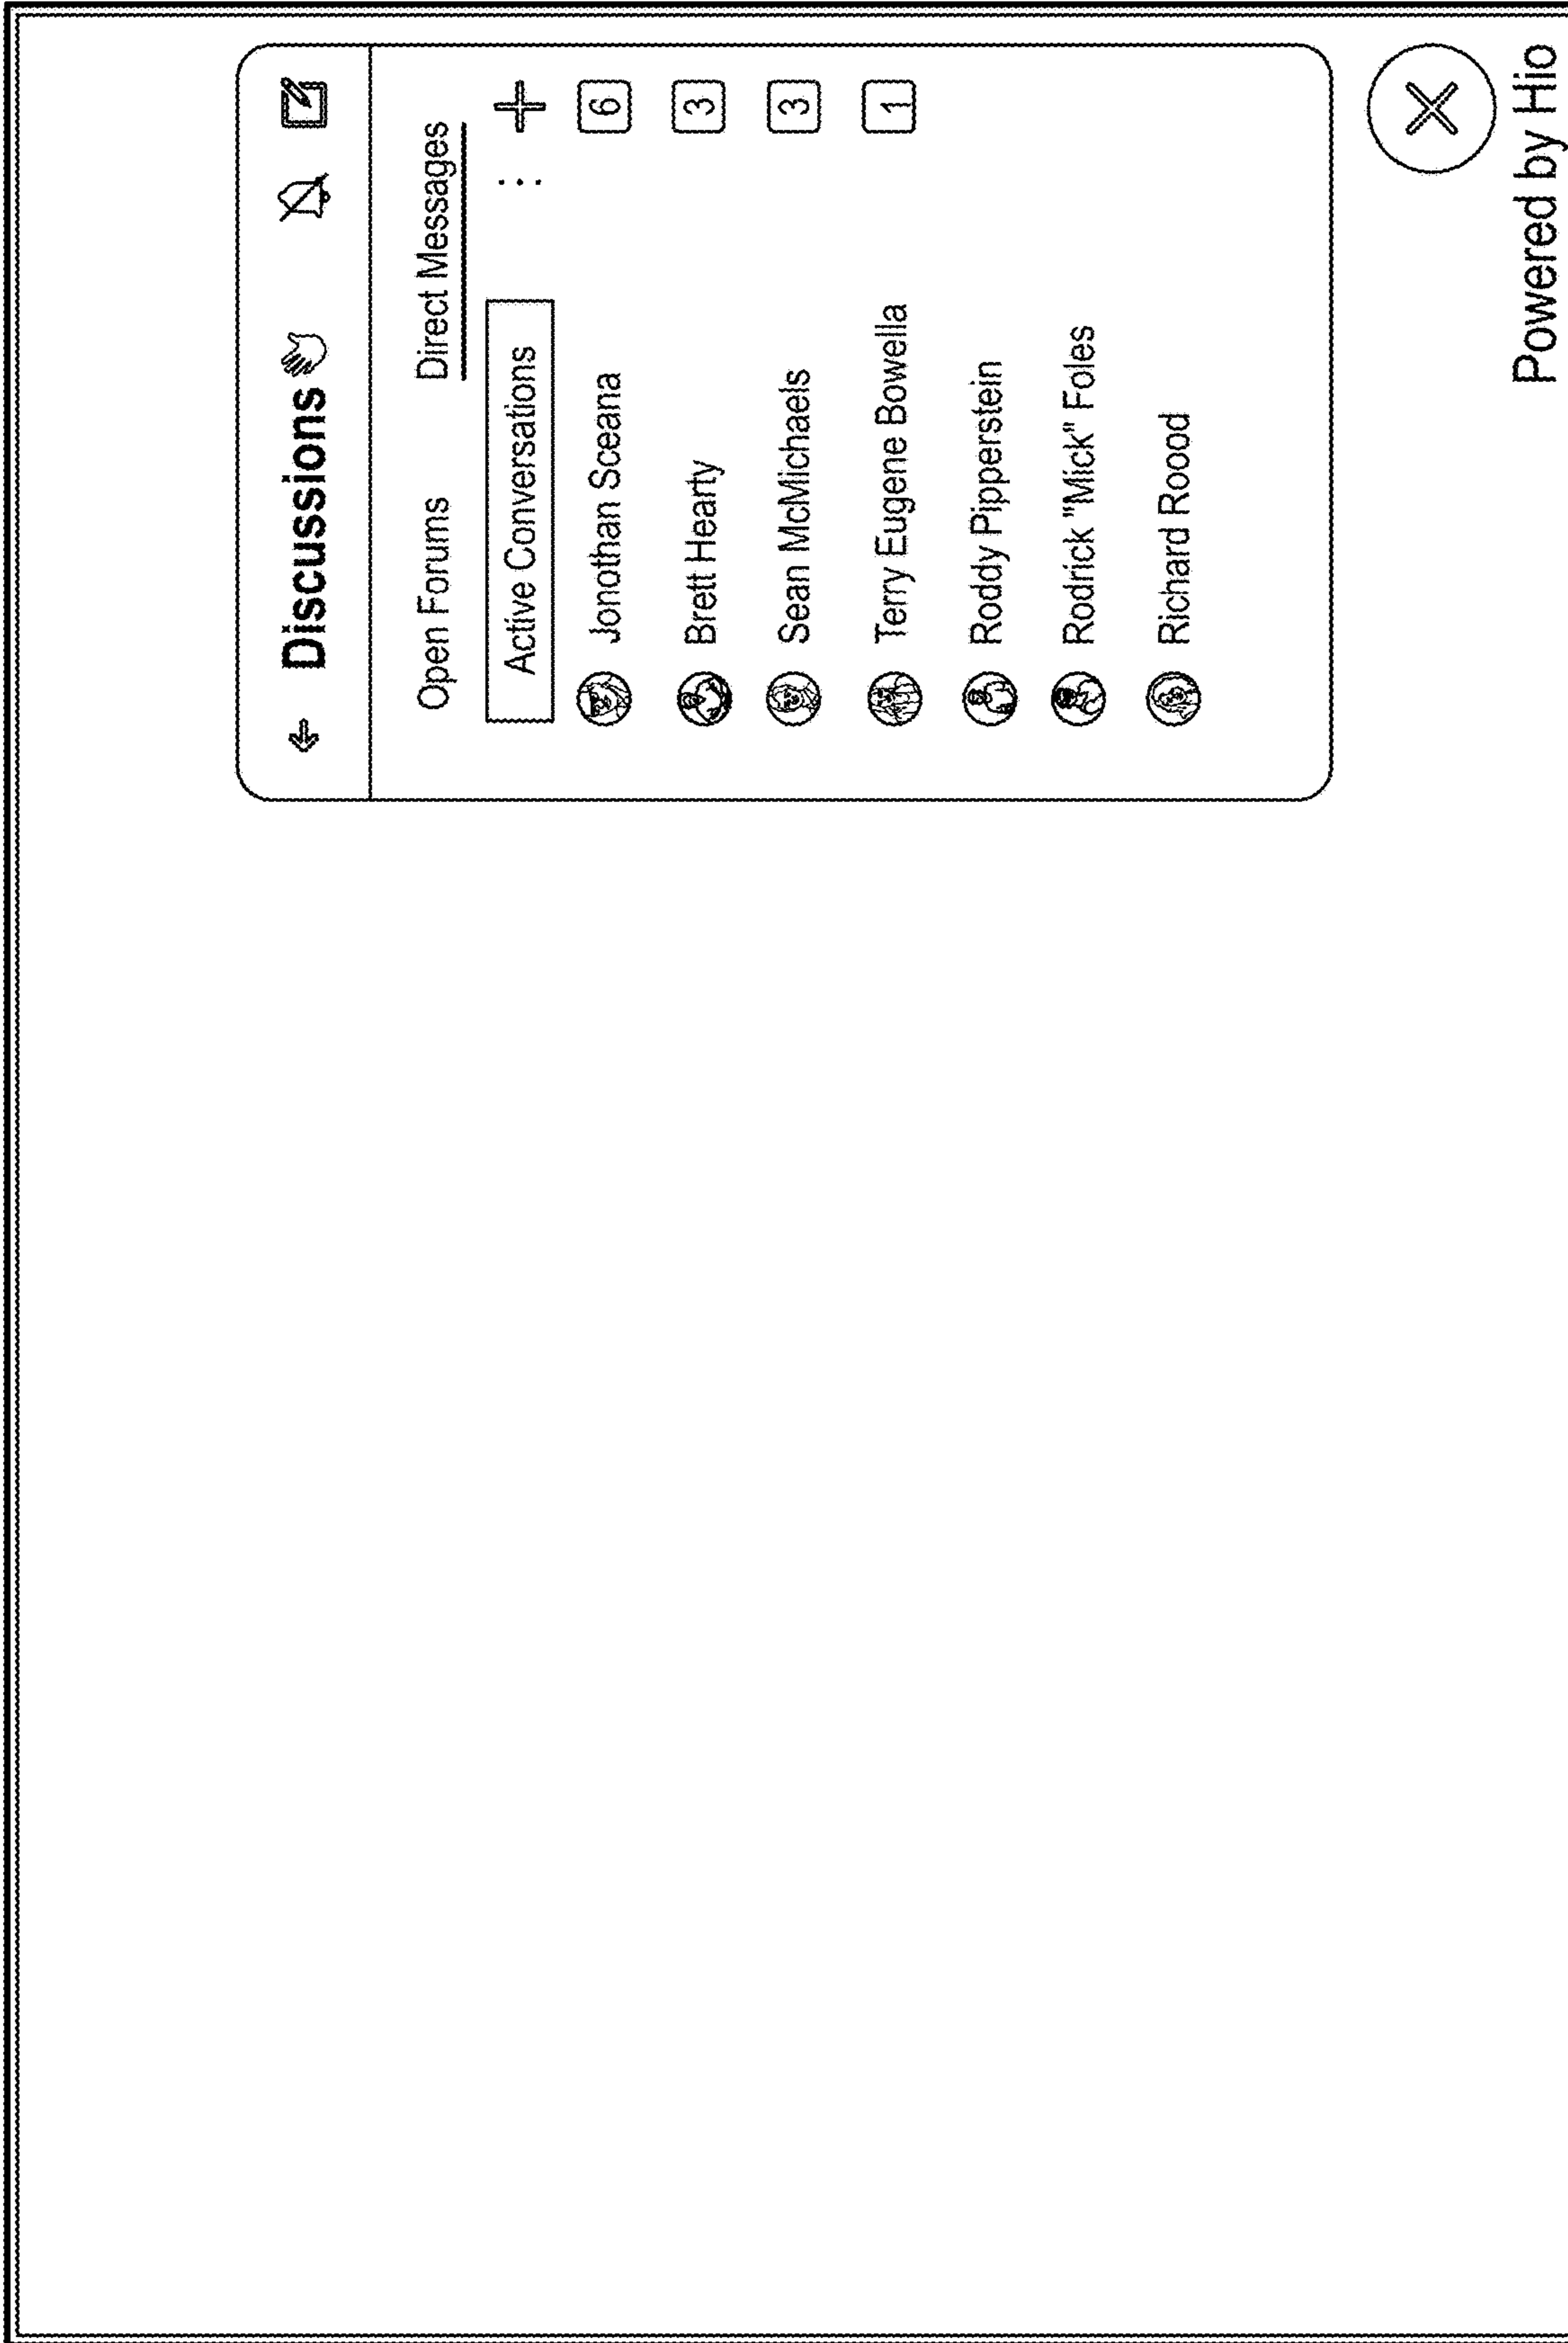 Discussions
Open Forums Direct Messages
Active Conversations
Jonothan Sceana 6
Brett Hearty 3
Sean McMichaels 3
Terry Eugene Bowella 1
Roddy Pipperstein
Rodrick "Mick" Foles
Richard Roood
Powered by Hio